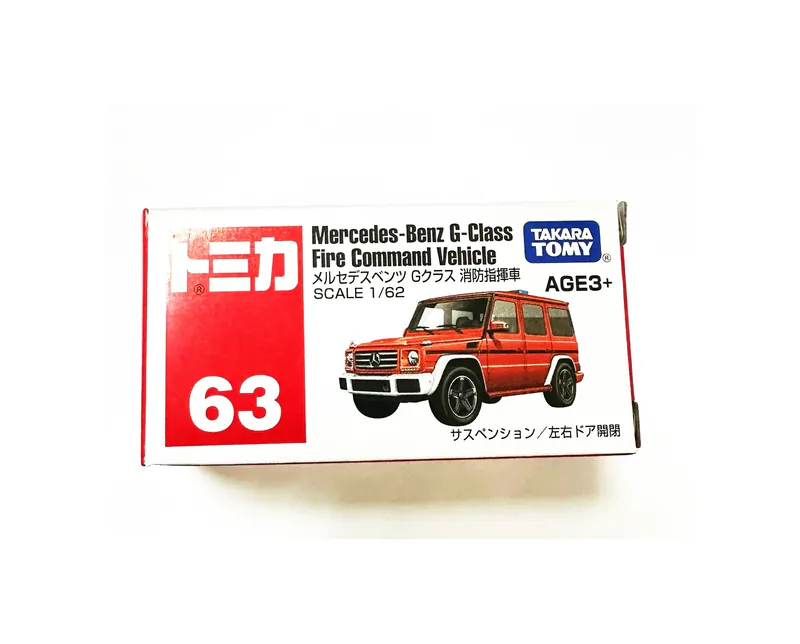 トミカ
®
63
Mercedes-Benz G-Class
Fire Command Vehicle
メルセデスベンツ Gクラス 消防指揮車
SCALE 1/62
TAKARA
TOMY
®
AGE3+
サスペンション/左右ドア開閉